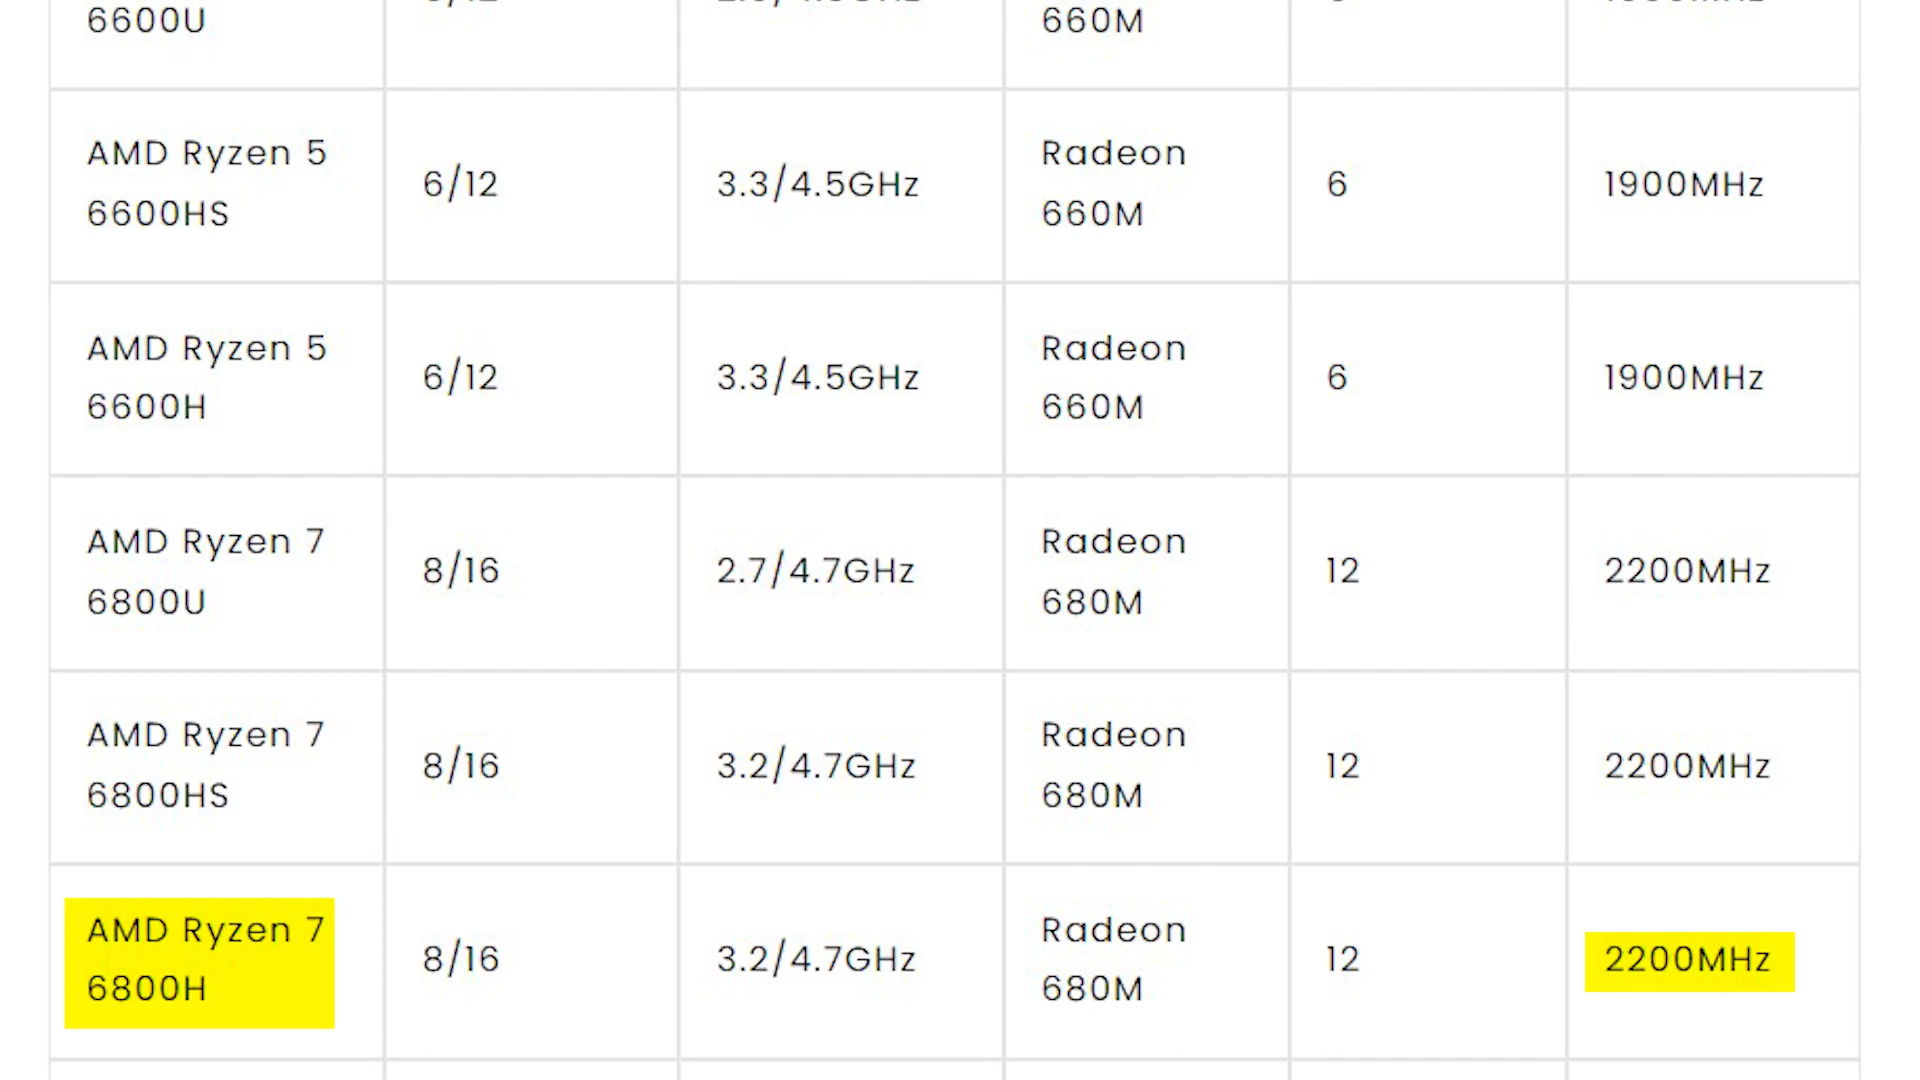 6600U 660M
AMD Ryzen 5 Radeon
6/12 3.3/4.5GHz 6 1900MHz
6600HS 660M
AMD Ryzen 5 Radeon
6/12 3.3/4.5GHz 6 1900MHz
6600H 660M
AMD Ryzen 7 Radeon
8/16 2.7/4.7GHz 12 2200MHz
6800U 680M
AMD Ryzen 7 Radeon
8/16 3.2/4.7GHz 12 2200MHz
6800HS 680M
AMD Ryzen 7 Radeon
8/16 3.2/4.7GHz 12 2200MHz
6800H 680M